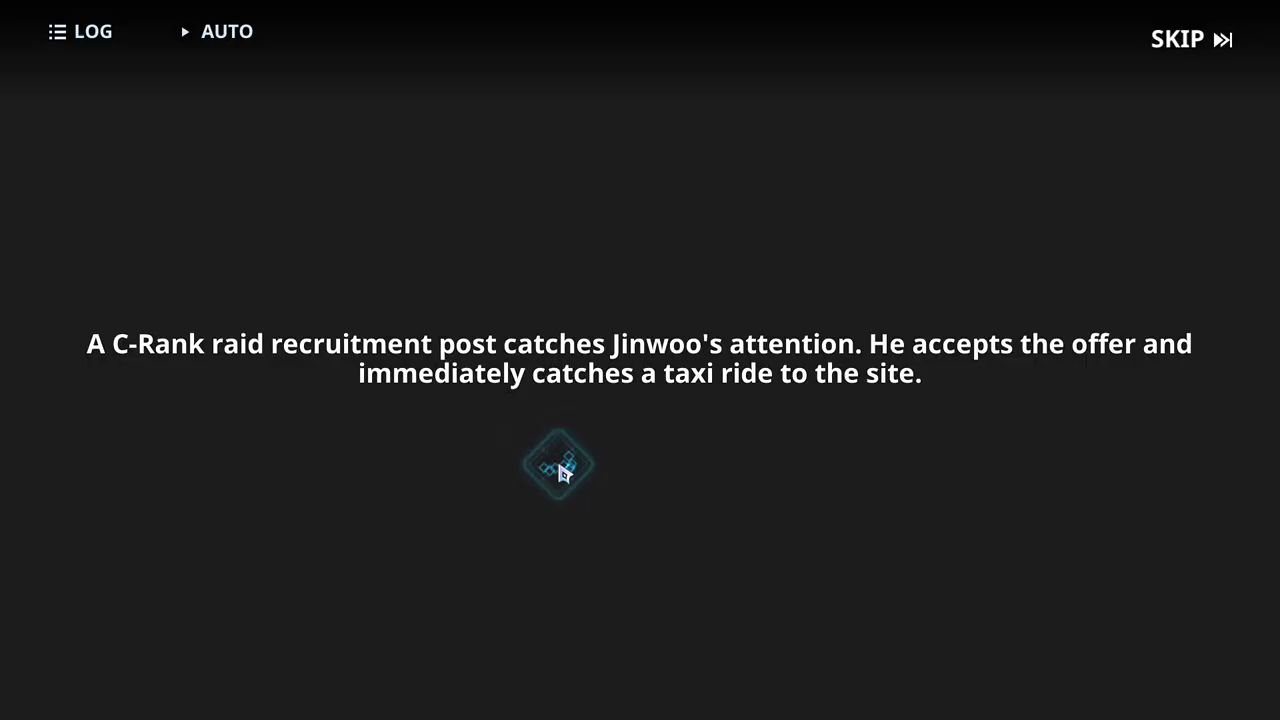 LOG
AUTO
SKIP
A C-Rank raid recruitment post catches Jinwoo's attention. He accepts the offer and
immediately catches a taxi ride to the site.